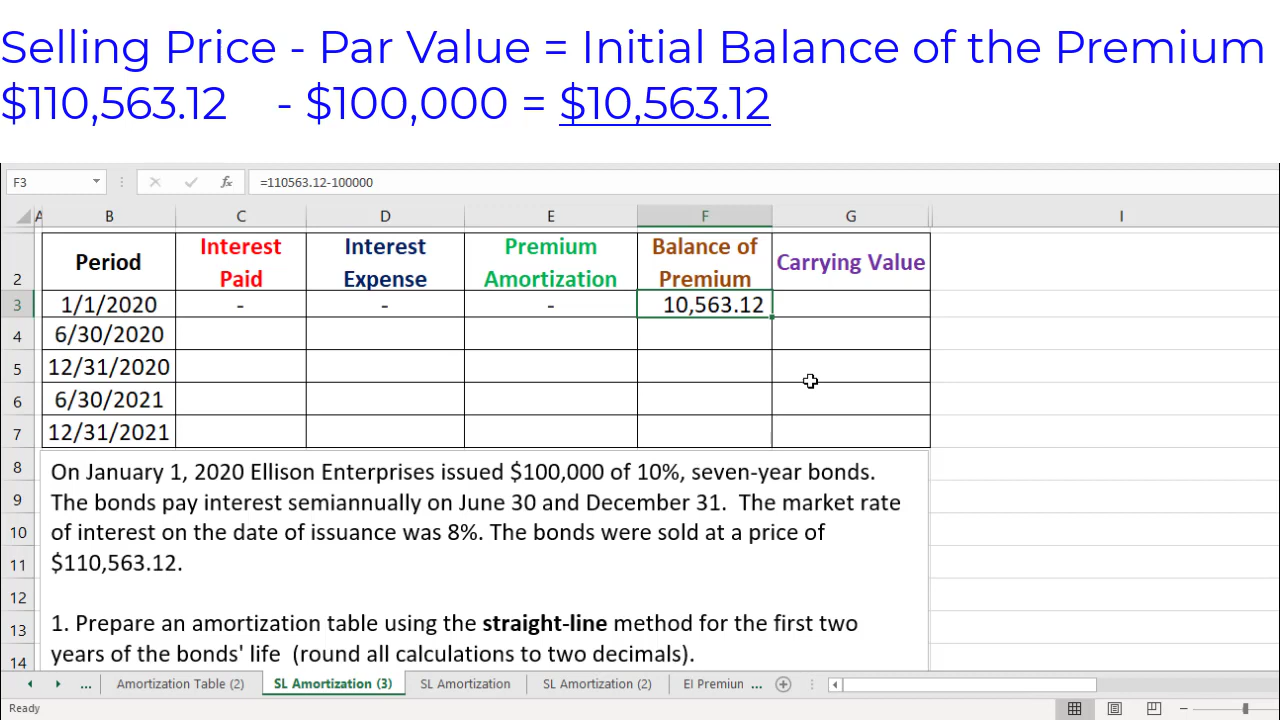 Selling Price - Par Value = Initial Balance of the Premium
$110,563.12 - $100,000 = $10,563.12
F3 fx =110563.12-100000
A B C D E F G I
2 Period Interest Paid Interest Expense Premium Amortization Balance of Premium Carrying Value
3 1/1/2020 - - - 10,563.12
4 6/30/2020
5 12/31/2020
6 6/30/2021
7 12/31/2021
8 On January 1, 2020 Ellison Enterprises issued $100,000 of 10%, seven-year bonds.
9 The bonds pay interest semiannually on June 30 and December 31. The market rate
10 of interest on the date of issuance was 8%. The bonds were sold at a price of
11 $110,563.12.
12
13 1. Prepare an amortization table using the straight-line method for the first two
14 years of the bonds' life (round all calculations to two decimals).
... Amortization Table (2) SL Amortization (3) SL Amortization SL Amortization (2) EI Premiun ...
Ready